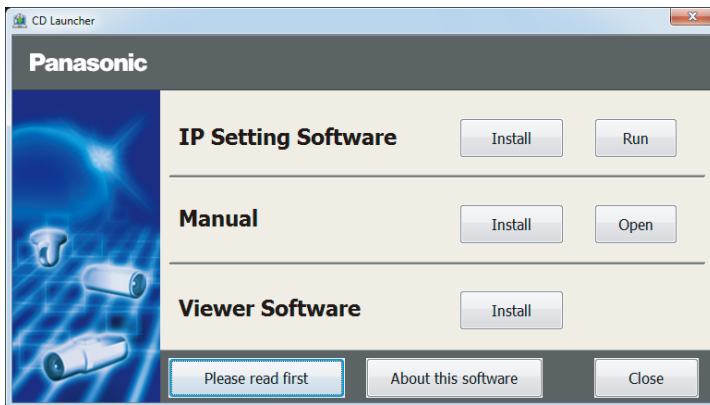 CD Launcher
Panasonic
IP Setting Software Install Run
Manual Install Open
Viewer Software Install
Please read first About this software Close